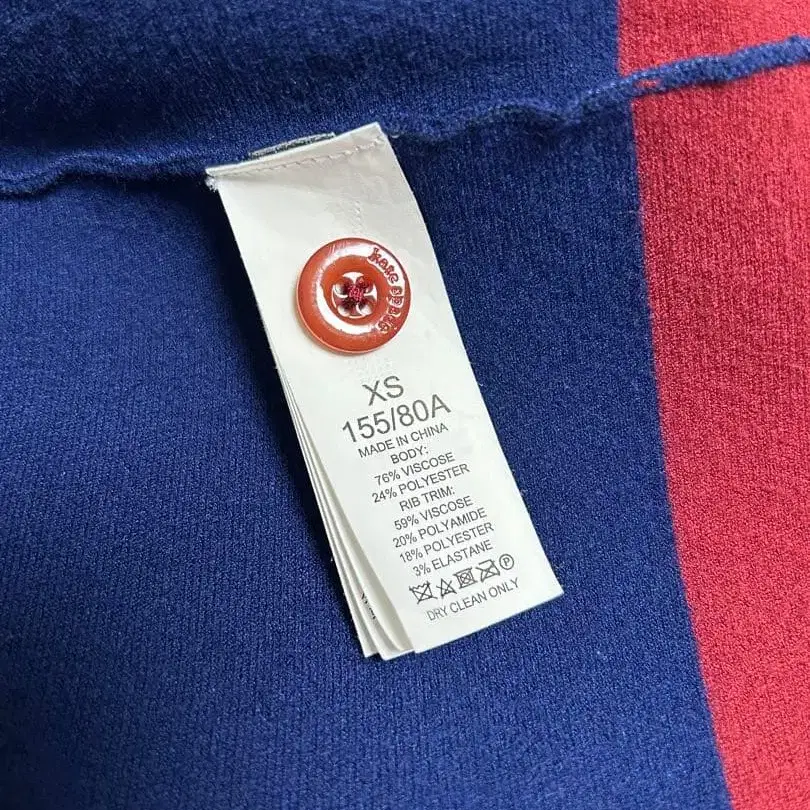 kate spade
XS
155/80A
MADE IN CHINA
BODY:
76% VISCOSE
24% POLYESTER
RIB TRIM:
59% VISCOSE
20% POLYAMIDE
18% POLYESTER
3% ELASTANE
P
DRY CLEAN ONLY